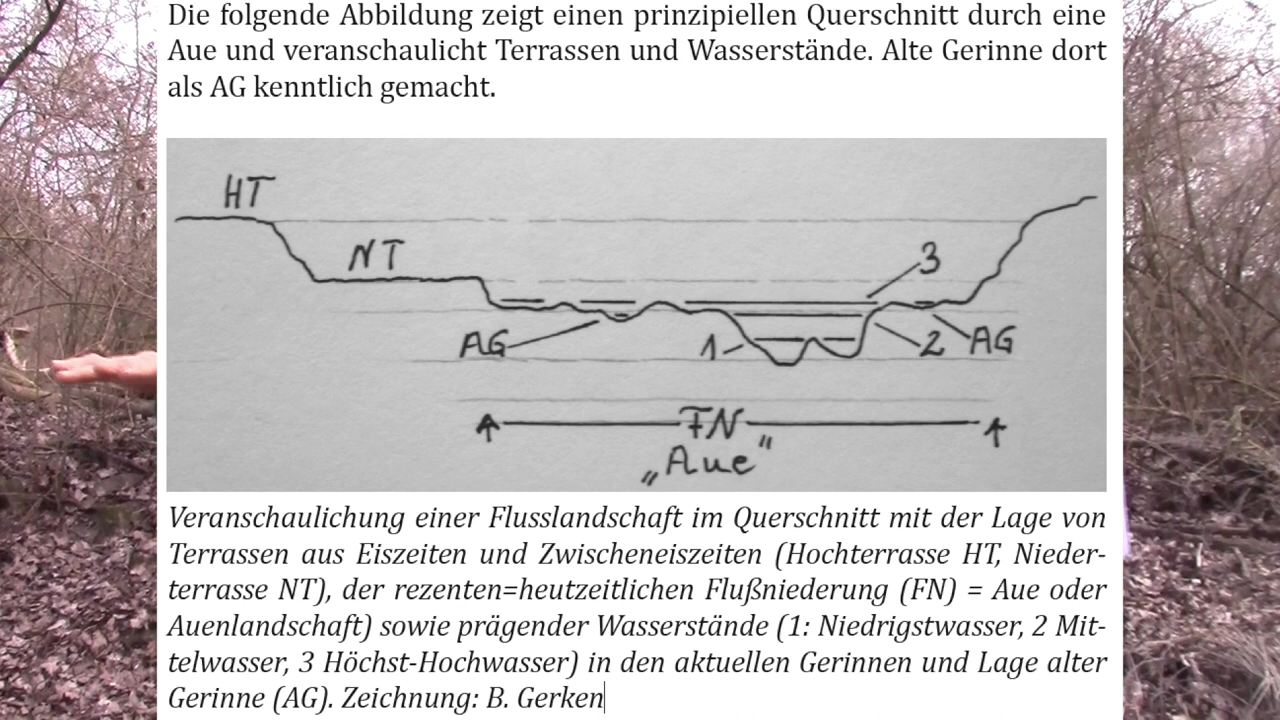 Die folgende Abbildung zeigt einen prinzipiellen Querschnitt durch eine
Aue und veranschaulicht Terrassen und Wasserstände. Alte Gerinne dort
als AG kenntlich gemacht.
HT
NT
3
AG
1
2
AG
FN
„Aue"
Veranschaulichung einer Flusslandschaft im Querschnitt mit der Lage von
Terrassen aus Eiszeiten und Zwischeneiszeiten (Hochterrasse HT, Nieder-
terrasse NT), der rezenten=heutzeitlichen Flußniederung (FN) = Aue oder
Auenlandschaft) sowie prägender Wasserstände (1: Niedrigstwasser, 2 Mit-
telwasser, 3 Höchst-Hochwasser) in den aktuellen Gerinnen und Lage alter
Gerinne (AG). Zeichnung: B. Gerken